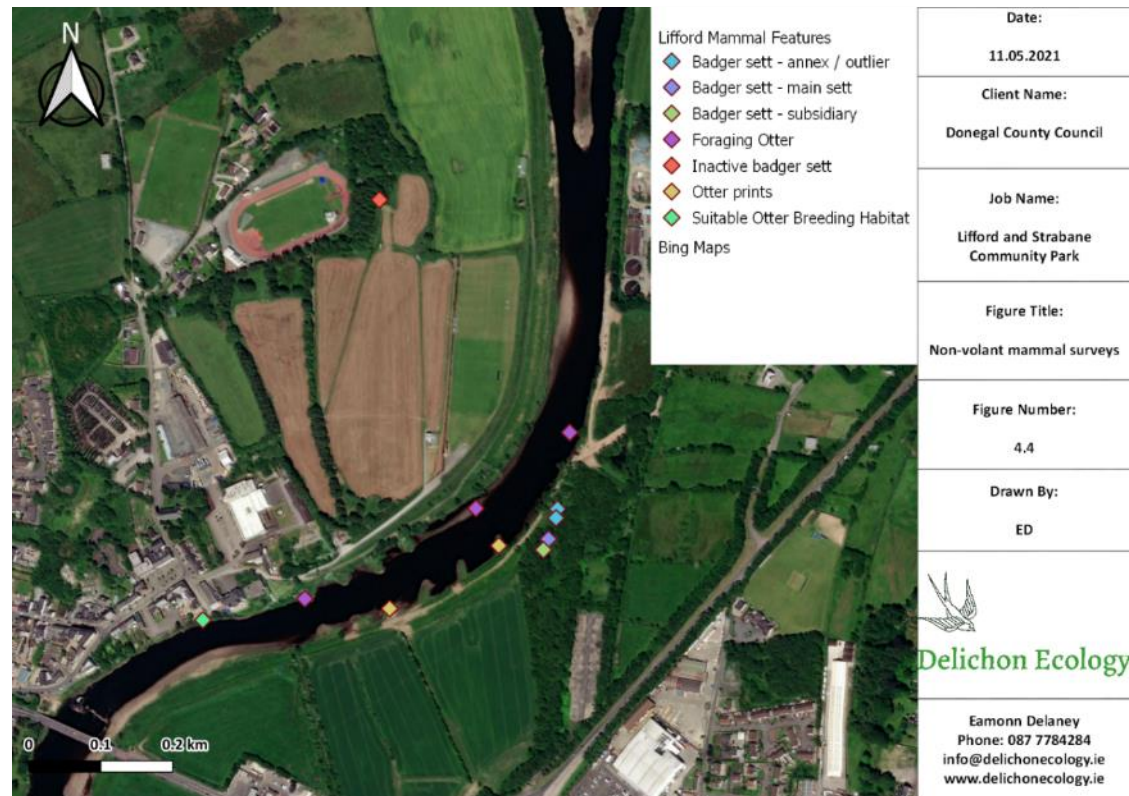 N
Lifford Mammal Features
Badger sett - annex / outlier
Badger sett - main sett
Badger sett - subsidiary
Foraging Otter
Inactive badger sett
Otter prints
Suitable Otter Breeding Habitat
Bing Maps
0
0.1
0.2 km
Date:
11.05.2021
Client Name:
Donegal County Council
Job Name:
Lifford and Strabane
Community Park
Figure Title:
Non-volant mammal surveys
Figure Number:
4.4
Drawn By:
ED
Delichon Ecology
Eamonn Delaney
Phone: 087 7784284
info@delichonecology.ie
www.delichonecology.ie